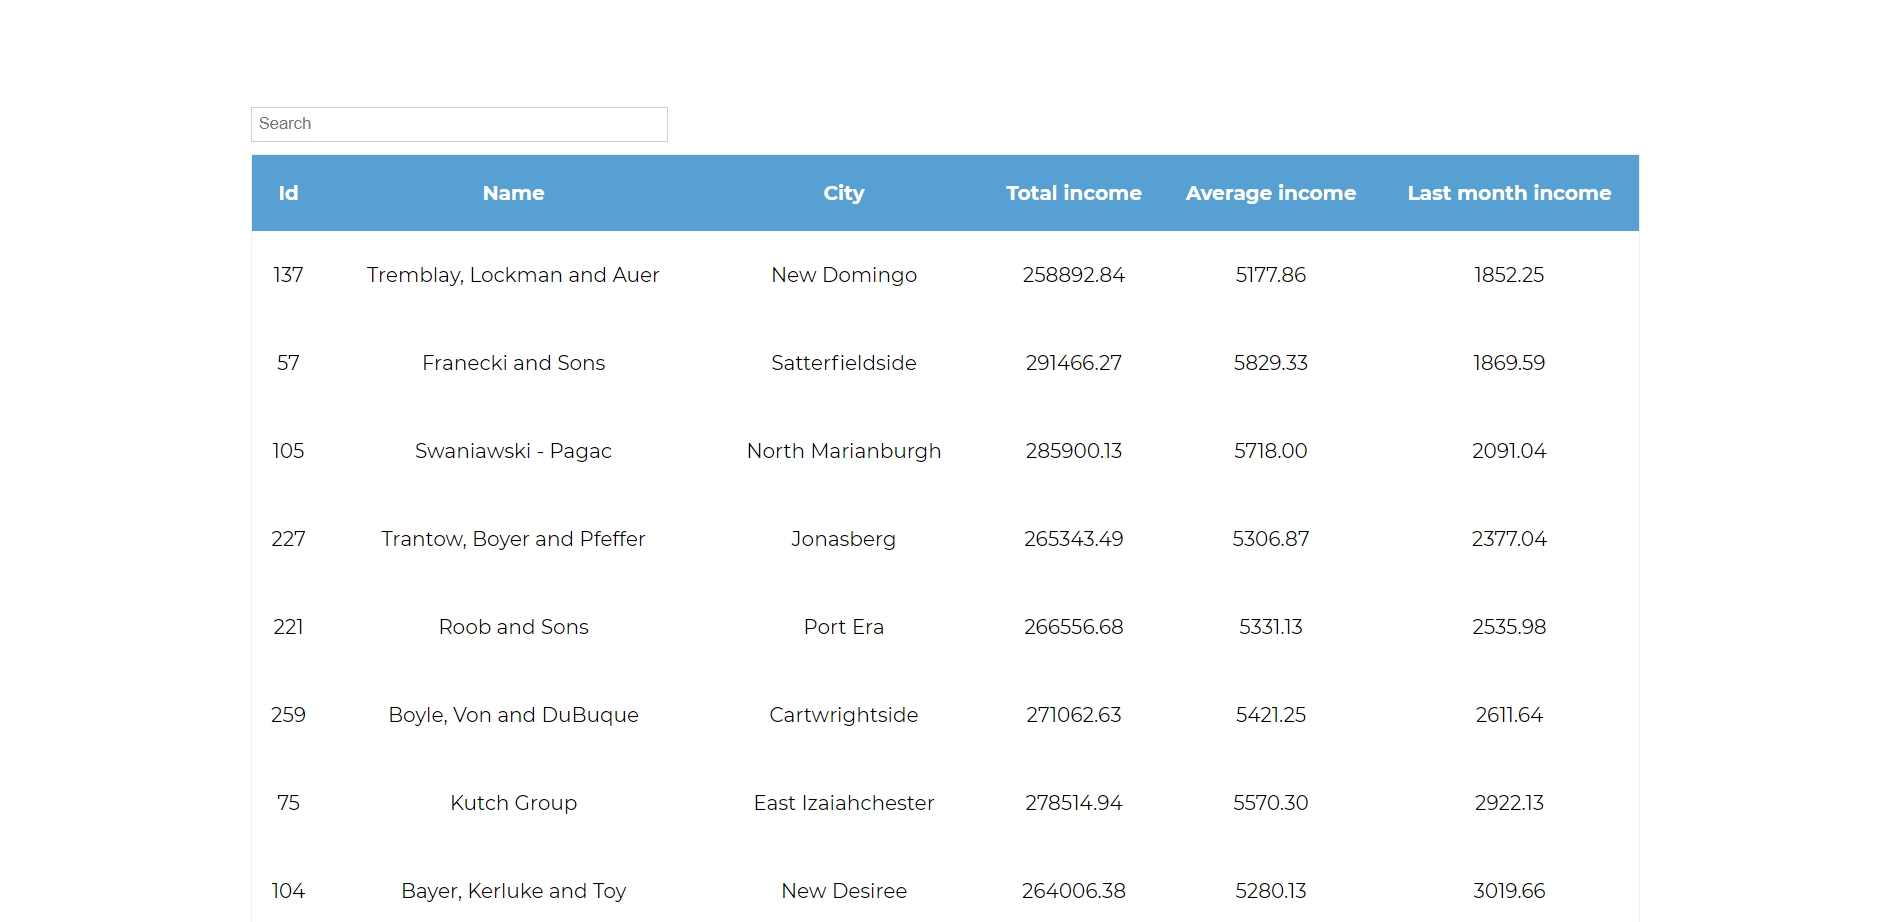 Search
Id Name City Total income Average income Last month income
137 Tremblay, Lockman and Auer New Domingo 258892.84 5177.86 1852.25
57 Franecki and Sons Satterfieldside 291466.27 5829.33 1869.59
105 Swaniawski - Pagac North Marianburgh 285900.13 5718.00 2091.04
227 Trantow, Boyer and Pfeffer Jonasberg 265343.49 5306.87 2377.04
221 Roob and Sons Port Era 266556.68 5331.13 2535.98
259 Boyle, Von and DuBuque Cartwrightside 271062.63 5421.25 2611.64
75 Kutch Group East Izaiahchester 278514.94 5570.30 2922.13
104 Bayer, Kerluke and Toy New Desiree 264006.38 5280.13 3019.66